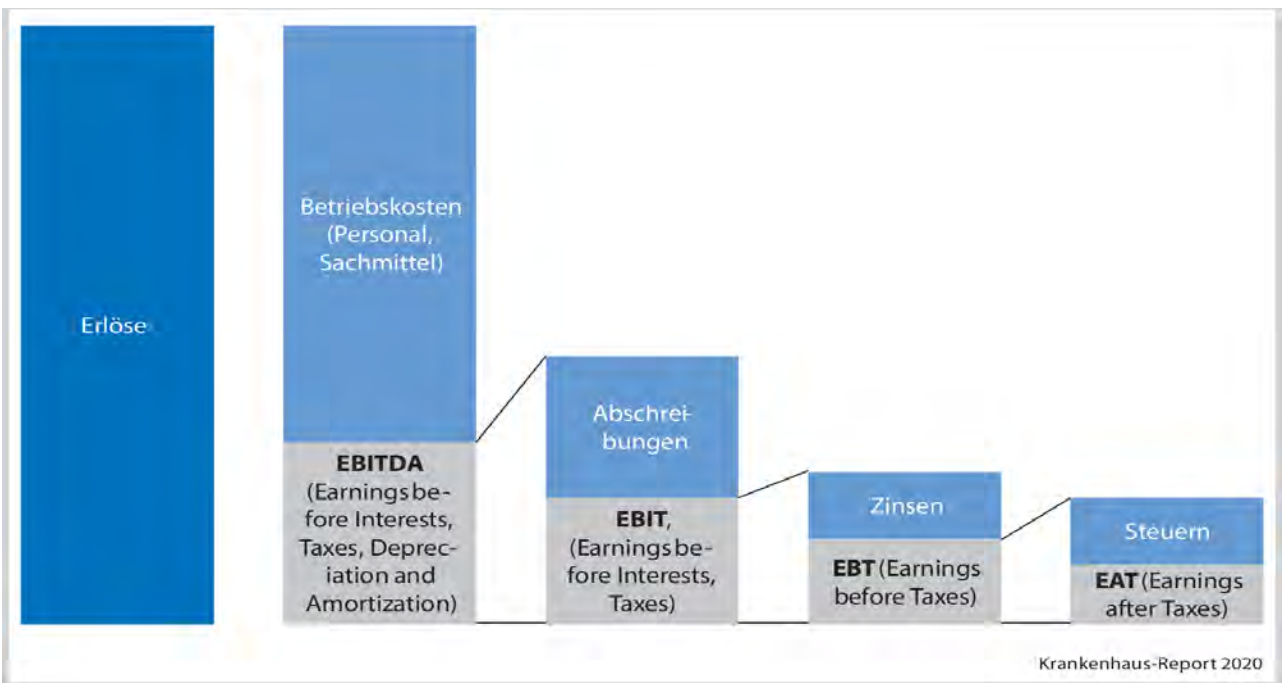 Erlöse
Betriebskosten
(Personal,
Sachmittel)
EBITDA
(Earnings be-
fore Interests,
Taxes, Deprec-
iation and
Amortization)
Abschrei-
bungen
EBIT,
(Earnings be-
fore Interests,
Taxes)
Zinsen
EBT (Earnings
before Taxes)
Steuern
EAT (Earnings
after Taxes)
Krankenhaus-Report 2020